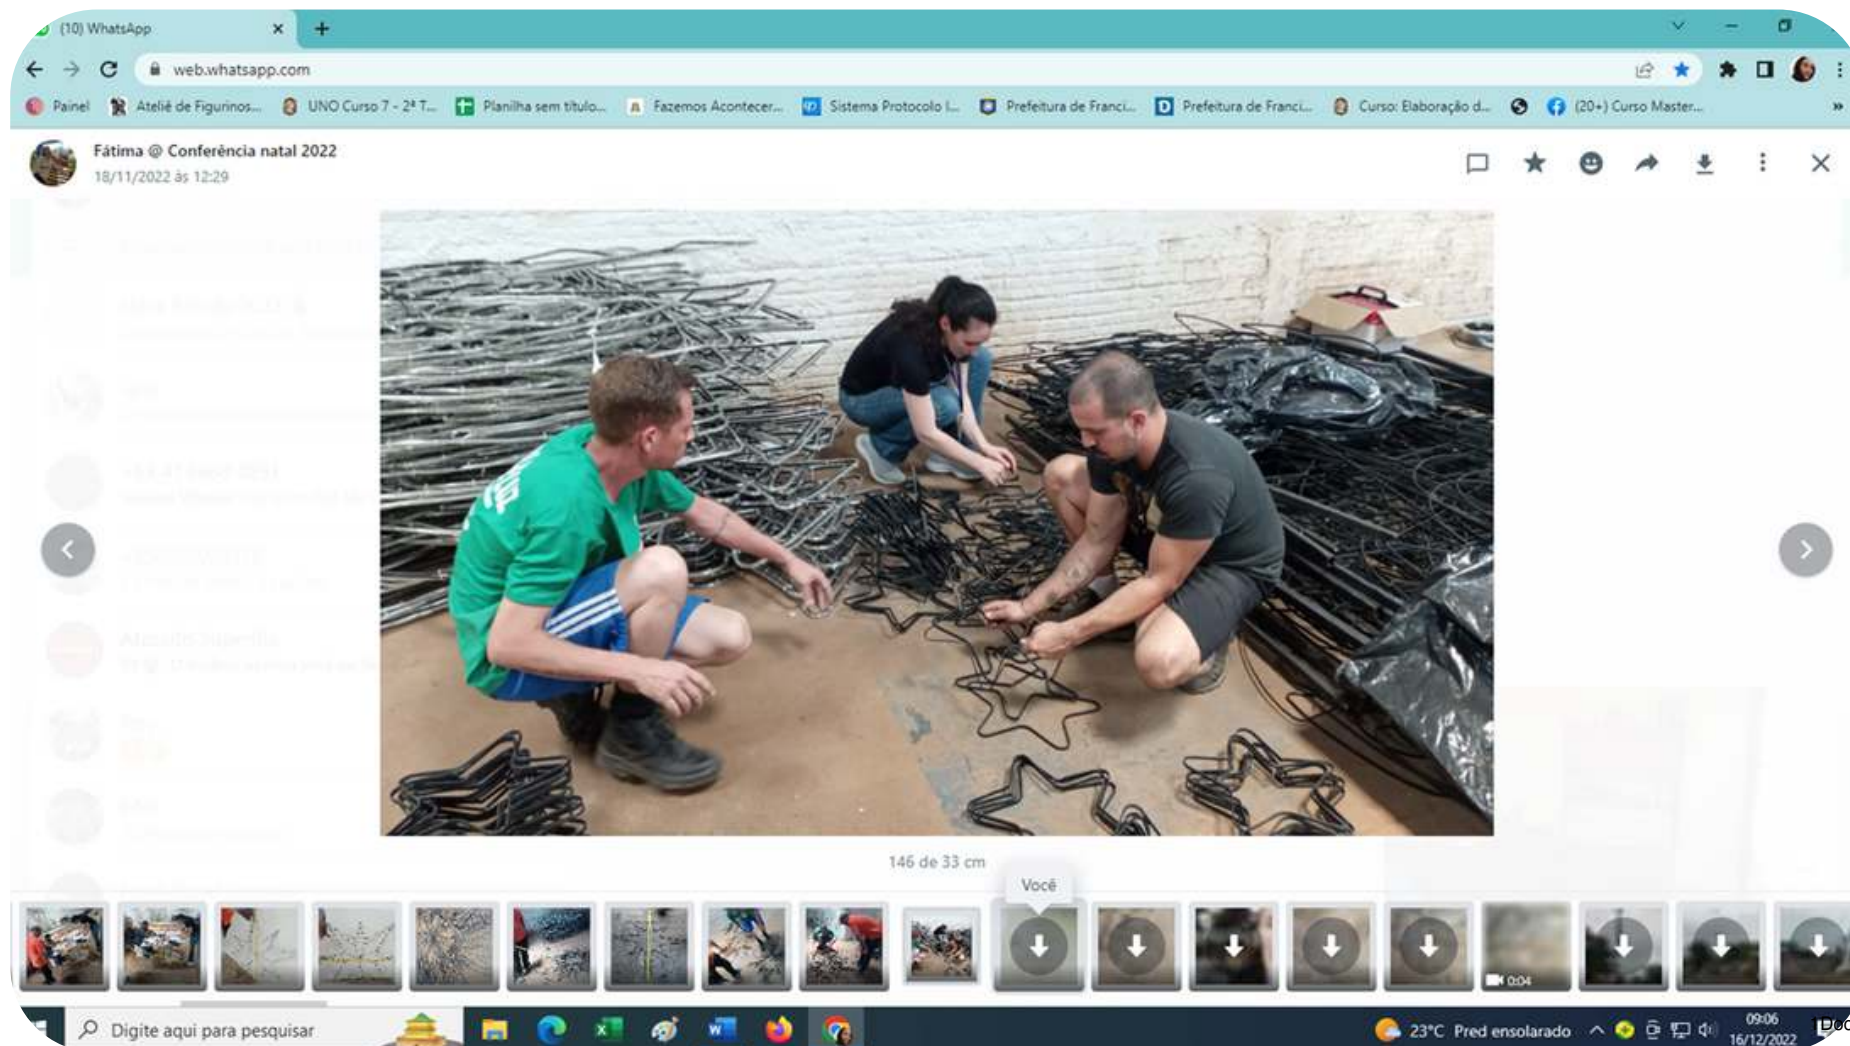 (10) WhatsApp
web.whatsapp.com
Painel
Ateliê de Figurinos...
UNO Curso 7 - 2ª T...
Planilha sem título...
Fazemos Acontecer...
Sistema Protocolo I...
Prefeitura de Franci...
Prefeitura de Franci...
Curso: Elaboração d...
(20+) Curso Master...
Fátima @ Conferência natal 2022
18/11/2022 às 12:29
146 de 33 cm
Você
0:04
Digite aqui para pesquisar
23°C Pred ensolarado
09:06
16/12/2022